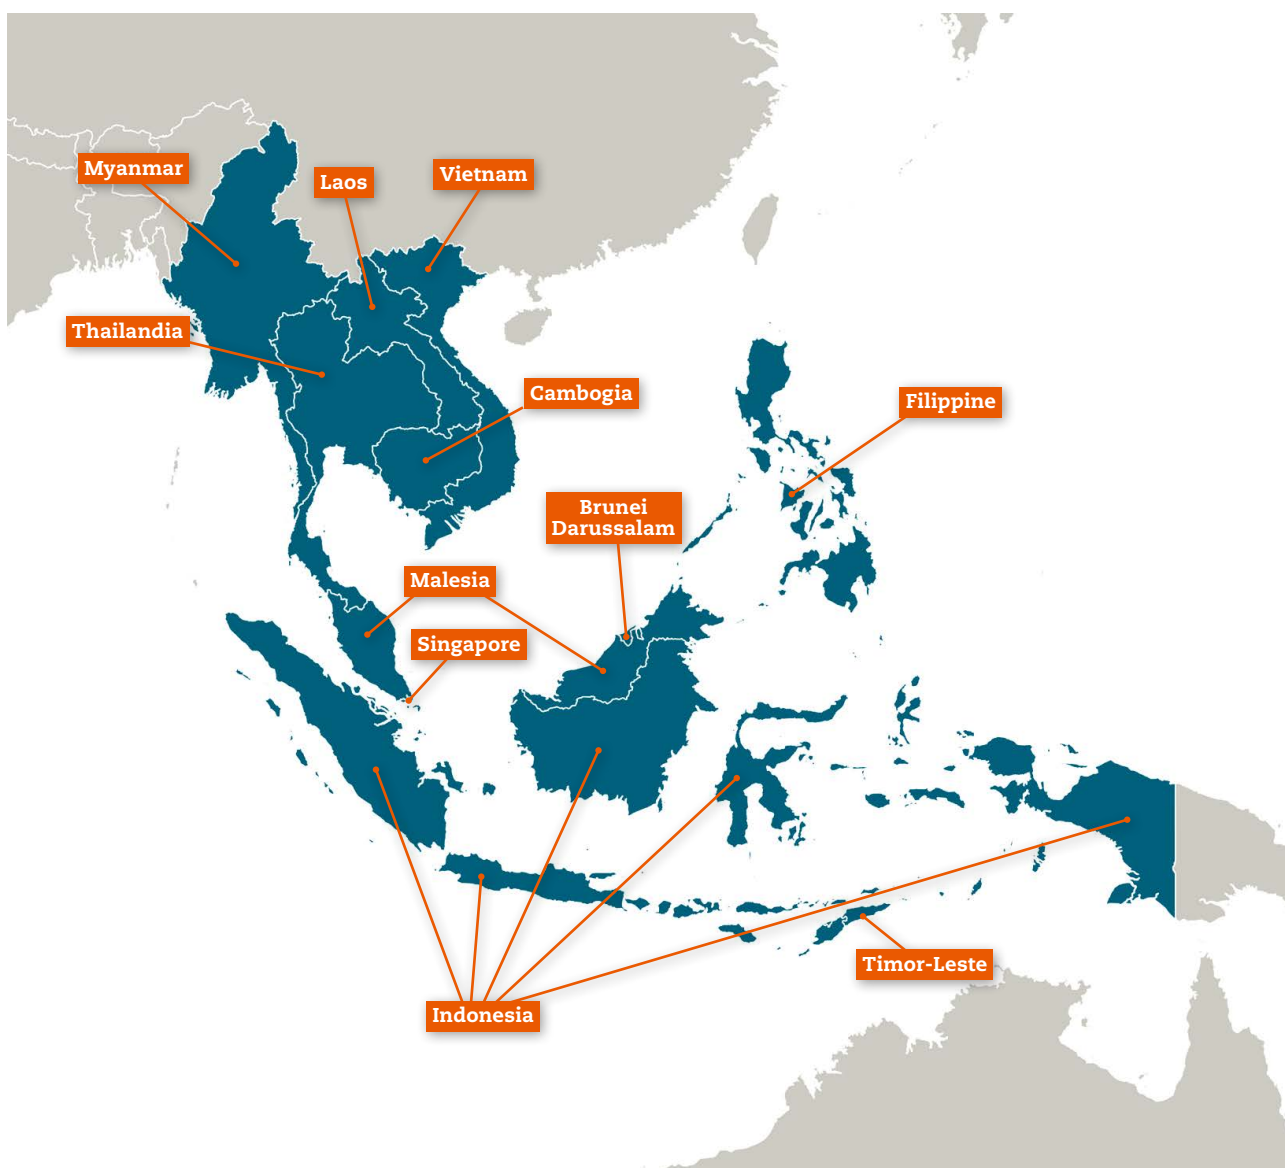 Myanmar
Laos
Vietnam
Thailandia
Cambogia
Filippine
Brunei
Darussalam
Malesia
Singapore
Timor-Leste
Indonesia